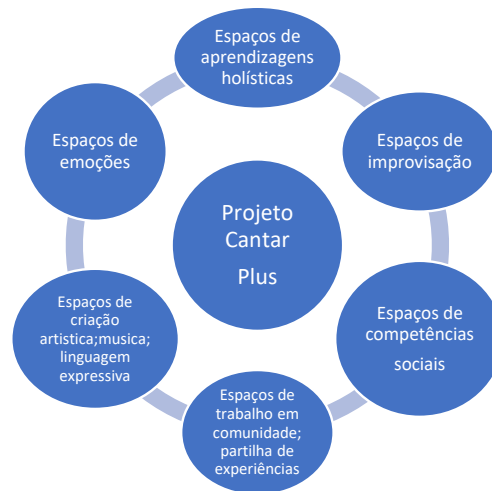 Espaços de
aprendizagens
holísticas
Espaços de
improvisação
Espaços de
competências
sociais
Espaços de
trabalho em
comunidade;
partilha de
experiências
Espaços de
criação
artistica;musica;
linguagem
expressiva
Espaços de
emoções
Projeto
Cantar
Plus